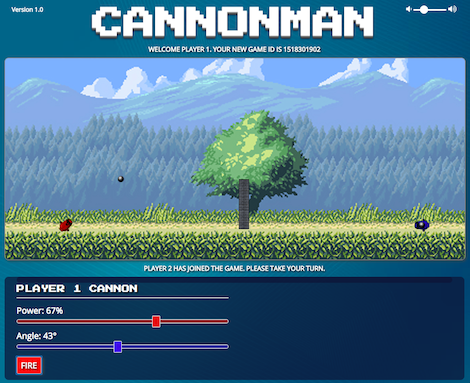 Version 1.0
CANNONMAN
WELCOME PLAYER 1. YOUR NEW GAME ID IS 1518301902
PLAYER 2 HAS JOINED THE GAME. PLEASE TAKE YOUR TURN.
PLAYER 1 CANNON
Power: 67%
Angle: 43°
FIRE